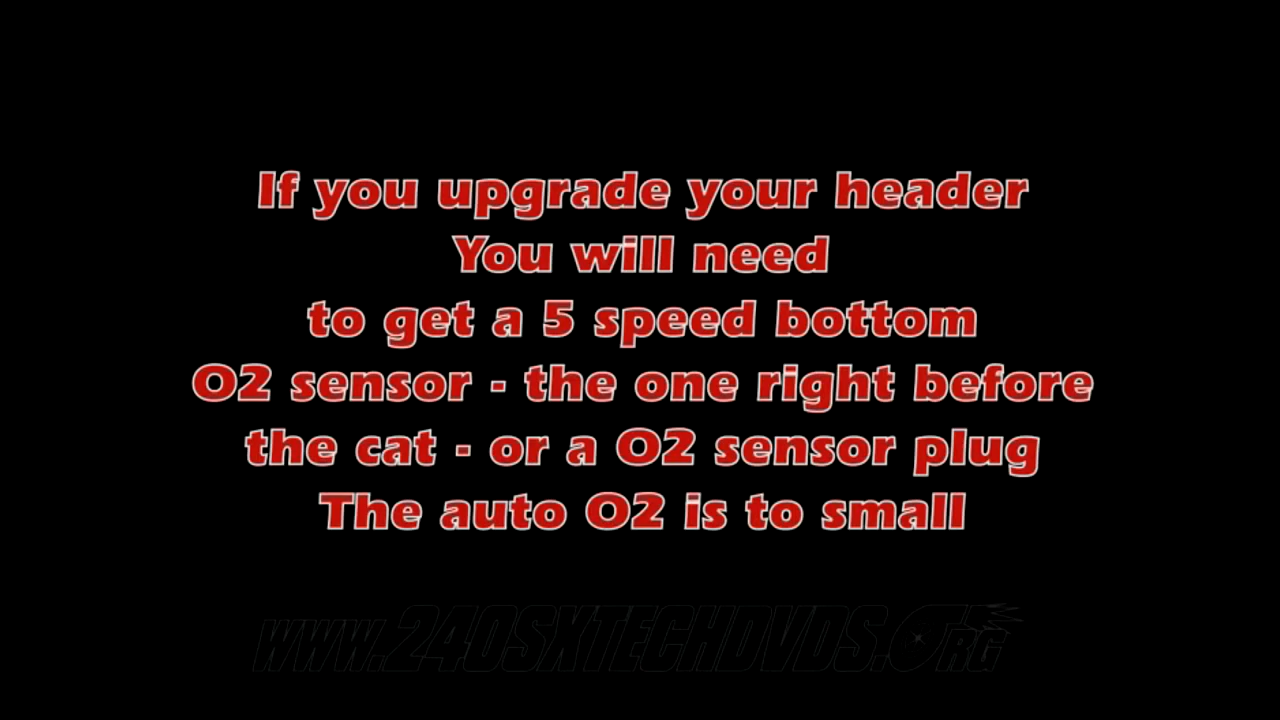 If you upgrade your header
You will need
to get a 5 speed bottom
O2 sensor - the one right before
the cat - or a O2 sensor plug
The auto O2 is to small
www.240SXTECHDVDS.ORG